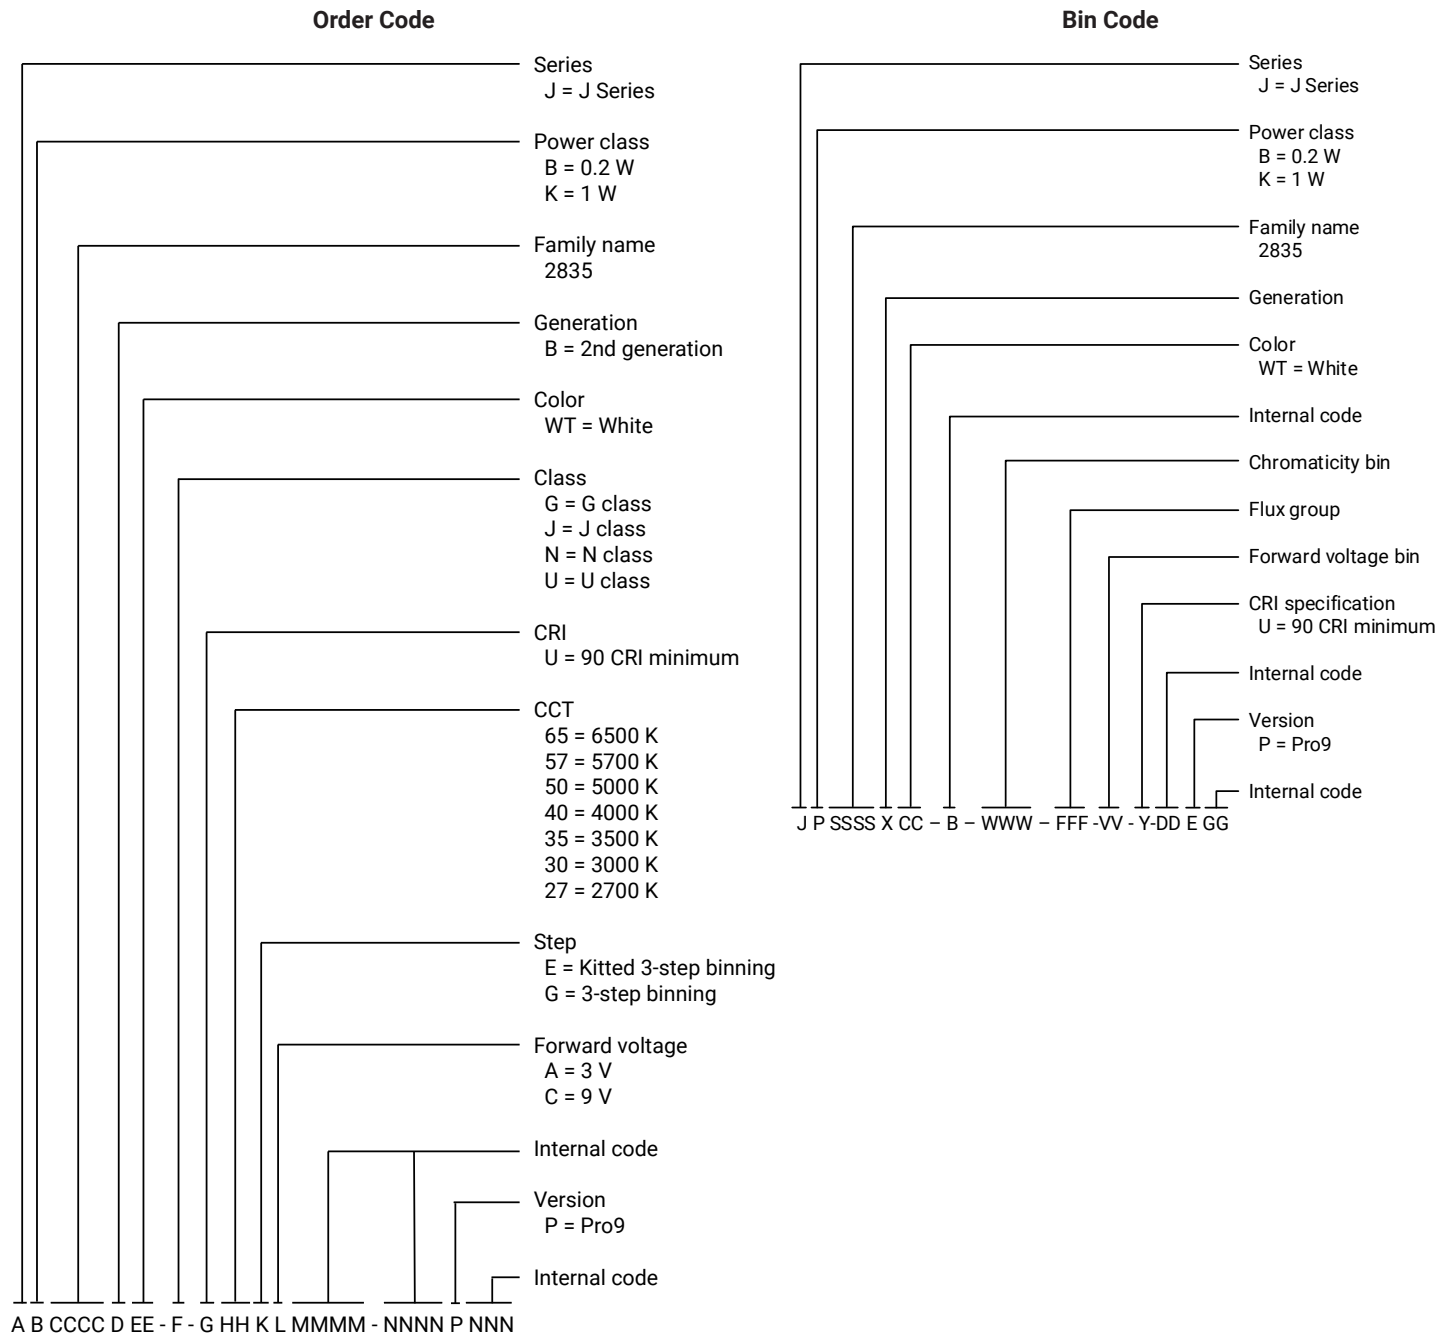 Order Code
Series
J = J Series
Power class
B = 0.2 W
K = 1 W
Family name
2835
Generation
B = 2nd generation
Color
WT = White
Class
G = G class
J = J class
N = N class
U = U class
CRI
U = 90 CRI minimum
CCT
65 = 6500 K
57 = 5700 K
50 = 5000 K
40 = 4000 K
35 = 3500 K
30 = 3000 K
27 = 2700 K
Step
E = Kitted 3-step binning
G = 3-step binning
Forward voltage
A = 3 V
C = 9 V
Internal code
Version
P = Pro9
Internal code
A B CCCC D EE - F - G HH K L MMMM - NNNN P NNN
Bin Code
Series
J = J Series
Power class
B = 0.2 W
K = 1 W
Family name
2835
Generation
Color
WT = White
Internal code
Chromaticity bin
Flux group
Forward voltage bin
CRI specification
U = 90 CRI minimum
Internal code
Version
P = Pro9
Internal code
J P SSSS X CC – B – WWW – FFF -VV - Y-DD E GG